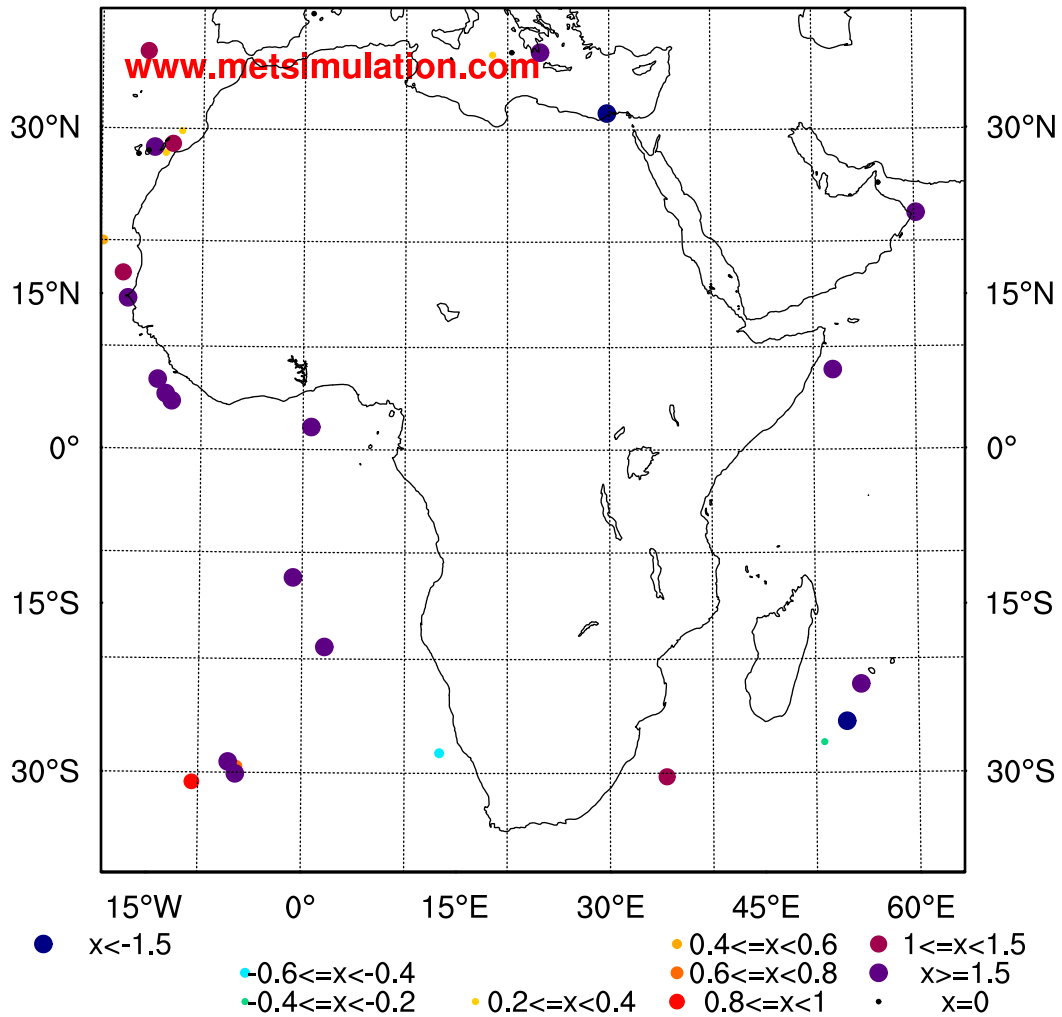 www.metsimulation.com
30°N 30°N
15°N 15°N
0° 0°
15°S 15°S
30°S 30°S
15°W 0° 15°E 30°E 45°E 60°E
x<-1.5 0.4<=x<0.6 1<=x<1.5
-0.6<=x<-0.4 0.6<=x<0.8 x>=1.5
-0.4<=x<-0.2 0.2<=x<0.4 0.8<=x<1 x=0